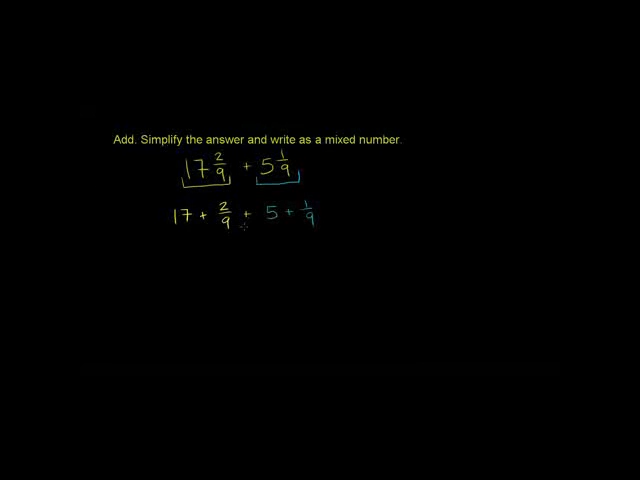 Add. Simplify the answer and write as a mixed number.
17 2/9 + 5 1/9
17 + 2/9 + 5 + 1/9